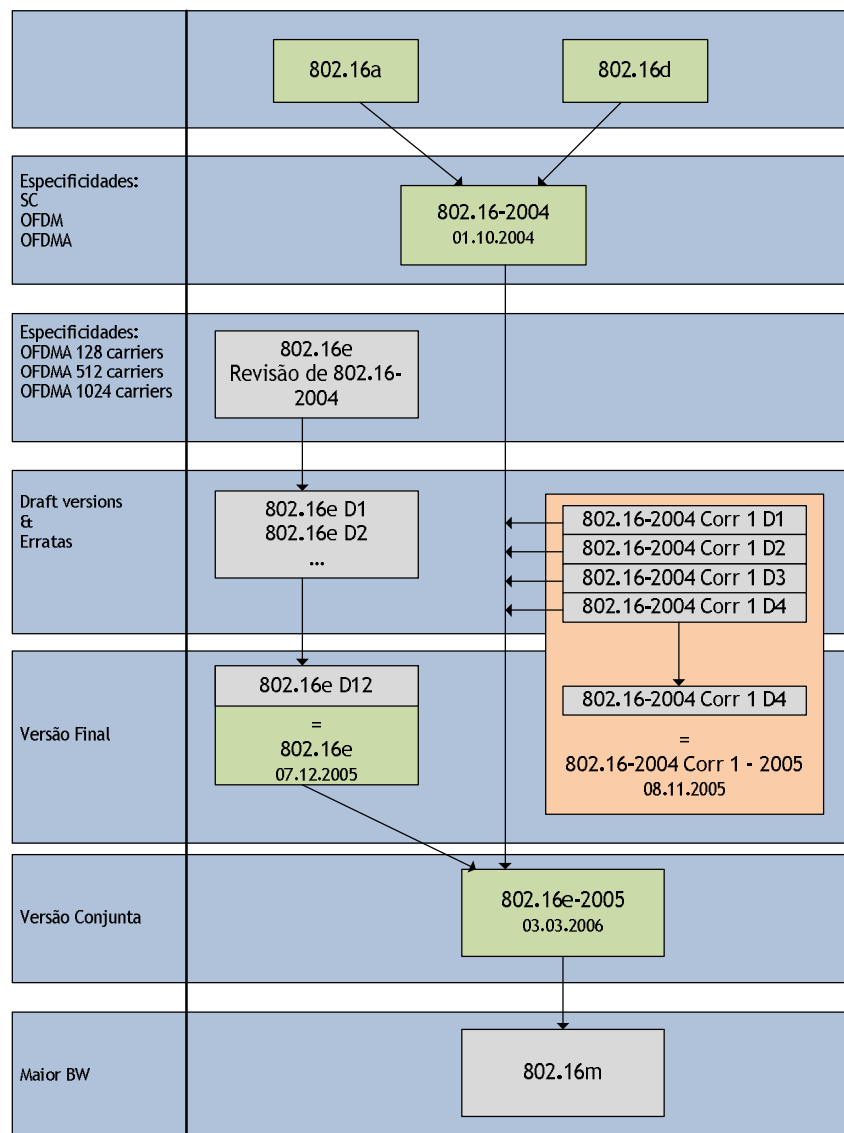 802.16a
802.16d
Especificidades:
SC
OFDM
OFDMA
802.16-2004
01.10.2004
Especificidades:
OFDMA 128 carriers
OFDMA 512 carriers
OFDMA 1024 carriers
802.16e
Revisão de 802.16-
2004
Draft versions
&
Erratas
802.16e D1
802.16e D2
...
802.16-2004 Corr 1 D1
802.16-2004 Corr 1 D2
802.16-2004 Corr 1 D3
802.16-2004 Corr 1 D4
Versão Final
802.16e D12
=
802.16e
07.12.2005
802.16-2004 Corr 1 D4
=
802.16-2004 Corr 1 - 2005
08.11.2005
Versão Conjunta
802.16e-2005
03.03.2006
Maior BW
802.16m